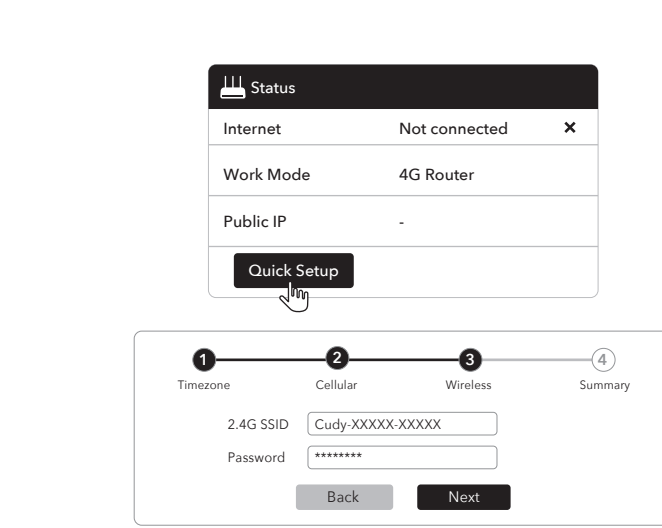 Status
Internet Not connected ×
Work Mode 4G Router
Public IP -
Quick Setup
1 2 3 4
Timezone Cellular Wireless Summary
2.4G SSID Cudy-XXXXX-XXXXX
Password ********
Back Next